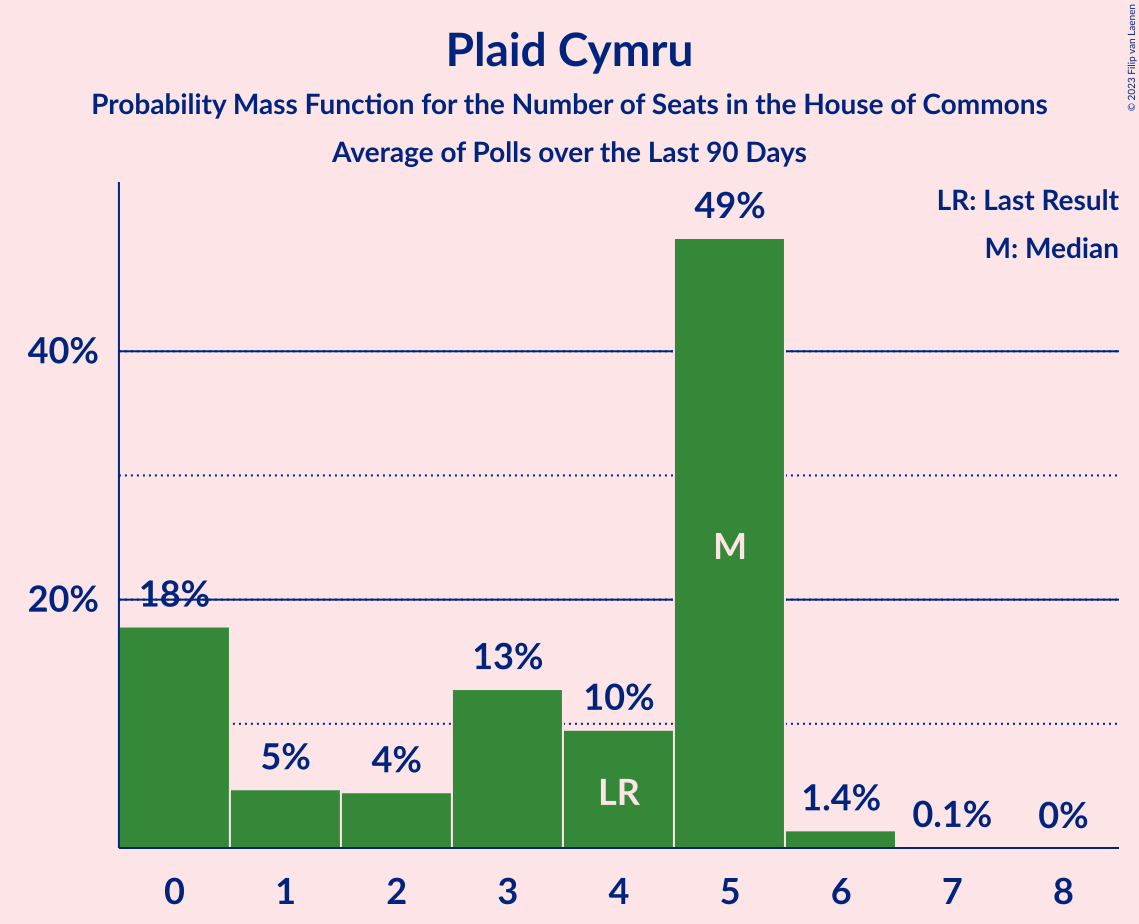 Plaid Cymru
Probability Mass Function for the Number of Seats in the House of Commons
Average of Polls over the Last 90 Days
© 2023 Filip van Laenen
LR: Last Result
M: Median
49%
40%
M
20%
18%
13%
10%
5%
4%
LR
1.4%
0.1%
0%
0 1 2 3 4 5 6 7 8